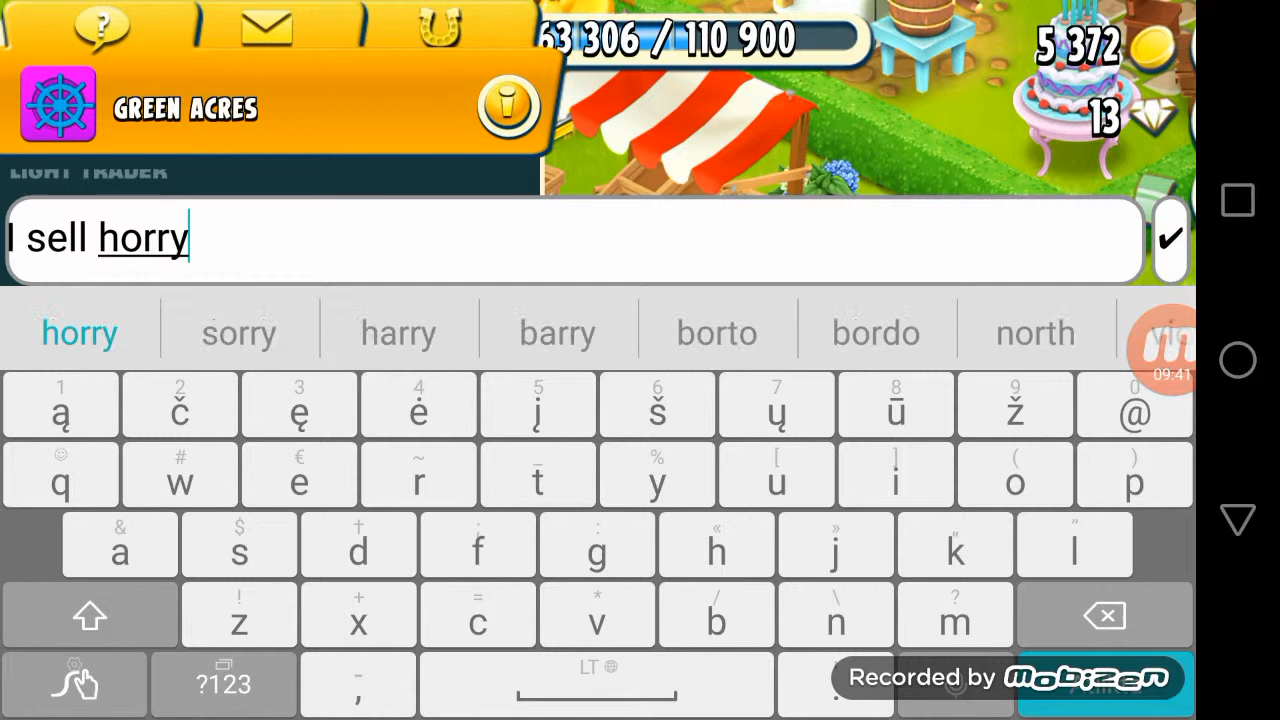 63 306 / 110 900
5 372
GREEN ACRES
13
LIGHT TRADER
I sell horry
horry sorry harry barry borto bordo north
09:41
1 2 3 4 5 6 7 8 9 0
ą č ę ė į š ų ū ž @
# € ~ _ % [ ] ( )
q w e r t y u i o p
& $ † ; : « » „ “
a s d f g h j k l
! + = * / \ ?
z x c v b n m
?123 , - LT
Recorded by mobizen